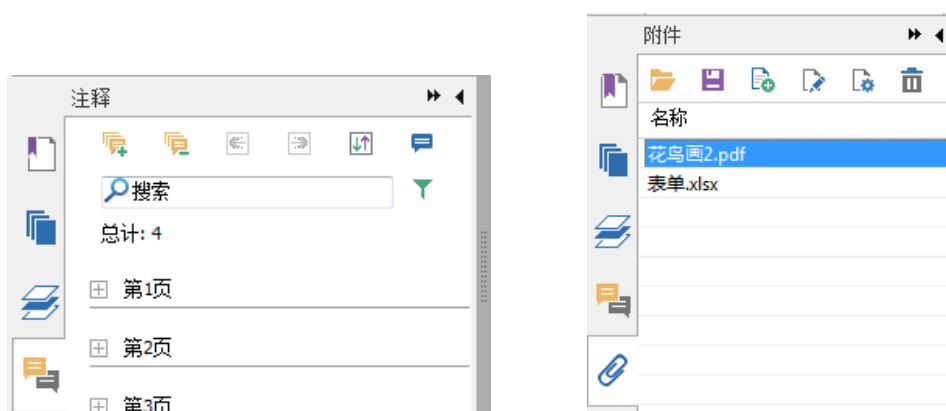 注释
搜索
总计: 4
第1页
第2页
第3页
附件
名称
花鸟画2.pdf
表单.xlsx